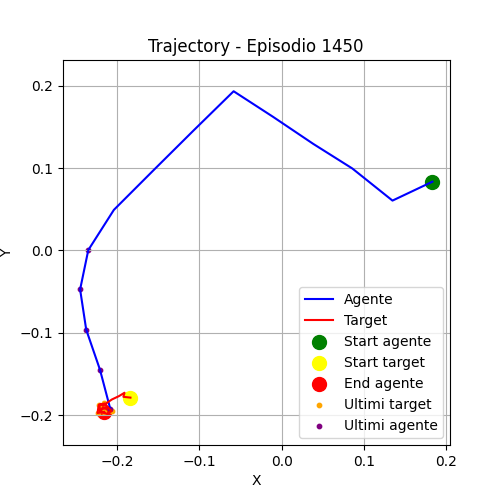 Trajectory - Episodio 1450
Y
0.2
0.1
0.0
−0.1
−0.2
Agente
Target
Start agente
Start target
End agente
Ultimi target
Ultimi agente
−0.2
−0.1
0.0
0.1
0.2
X